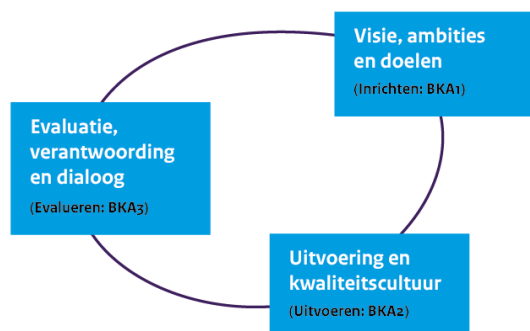 Visie, ambities
en doelen
(Inrichten: BKA1)
Evaluatie,
verantwoording
en dialoog
(Evalueren: BKA3)
Uitvoering en
kwaliteitscultuur
(Uitvoeren: BKA2)